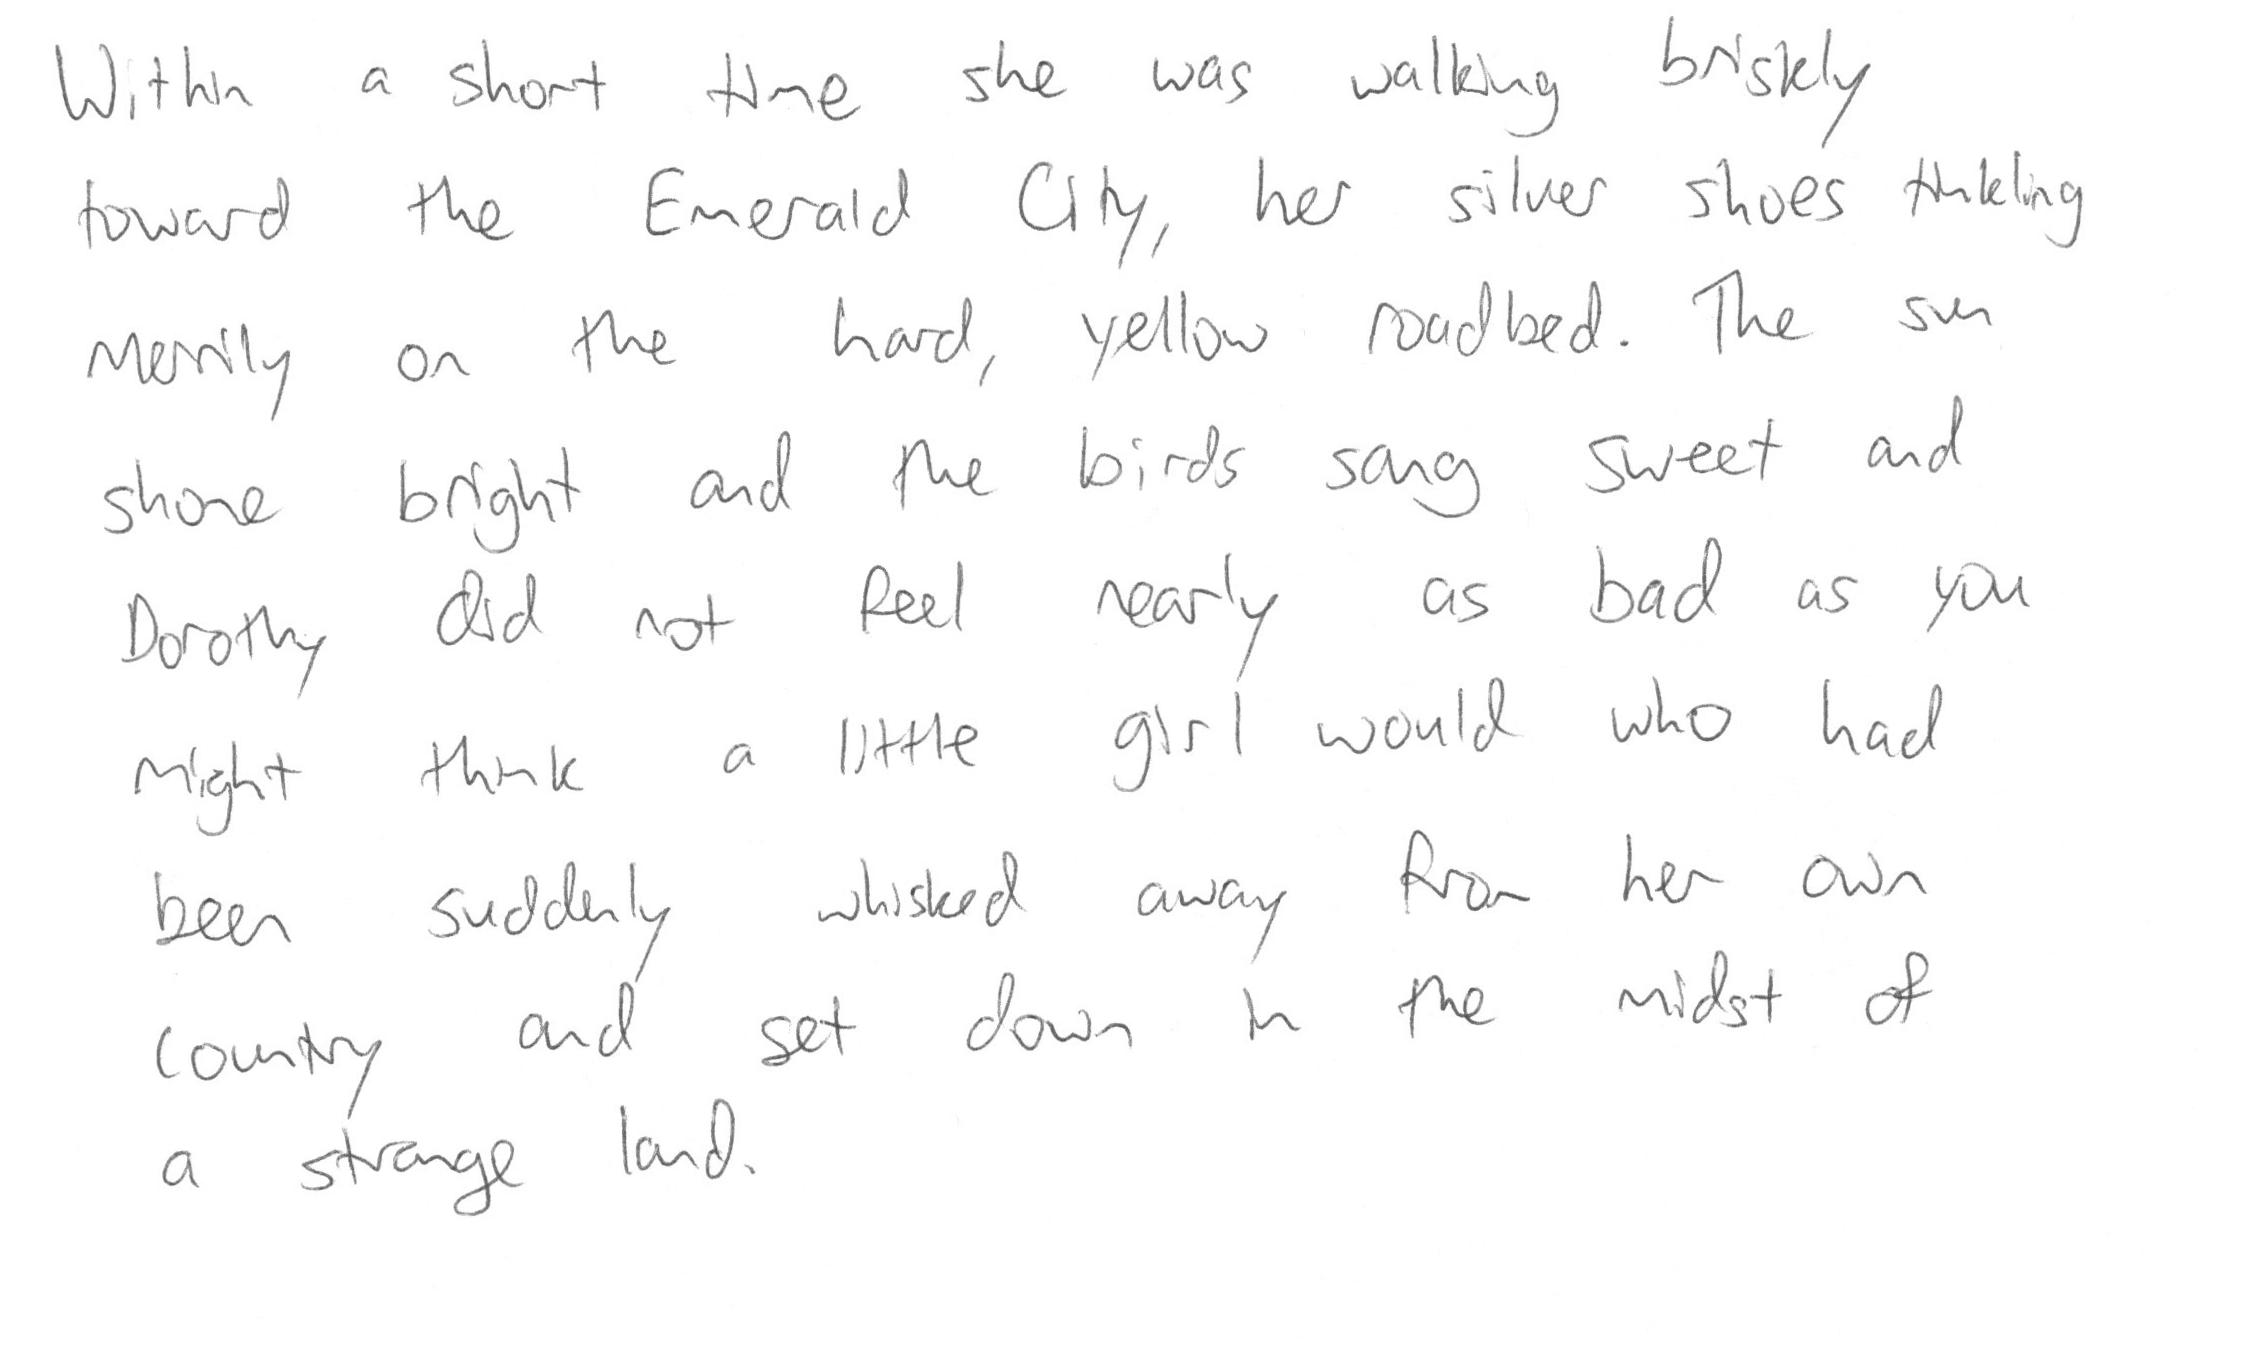 Within a short time she was walking briskly
toward the Emerald City, her silver shoes tinkling
merrily on the hard, yellow roadbed. The sun
shone bright and the birds sang sweet and
Dorothy did not feel nearly as bad as you
might think a little girl would who had
been suddenly whisked away from her own
country and set down in the midst of
a strange land.